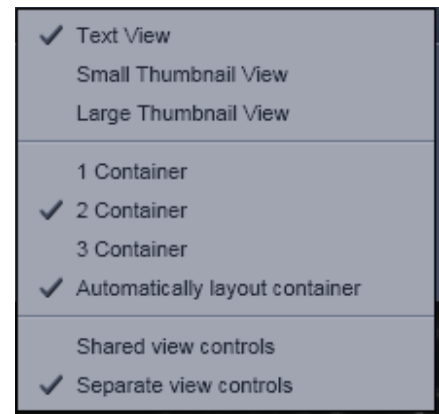 Text View
Small Thumbnail View
Large Thumbnail View
1 Container
2 Container
3 Container
Automatically layout container
Shared view controls
Separate view controls